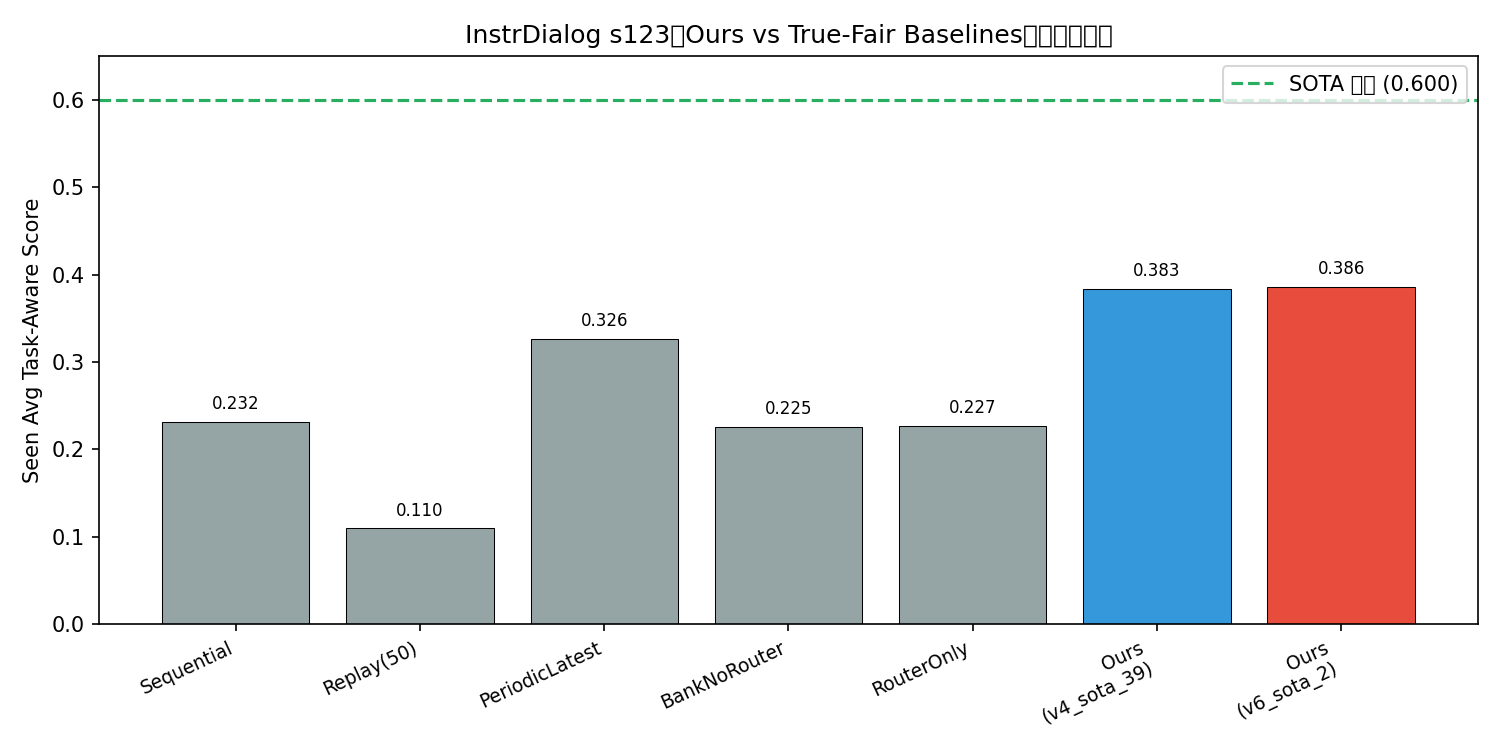 InstrDialog s123 Ours vs True-Fair Baselines
SOTA (0.600)
Seen Avg Task-Aware Score
0.6
0.5
0.4
0.3
0.2
0.1
0.0
0.232
0.110
0.326
0.225
0.227
0.383
0.386
Sequential
Replay(50)
PeriodicLatest
BankNoRouter
RouterOnly
Ours
(v4_sota_39)
Ours
(v6_sota_2)